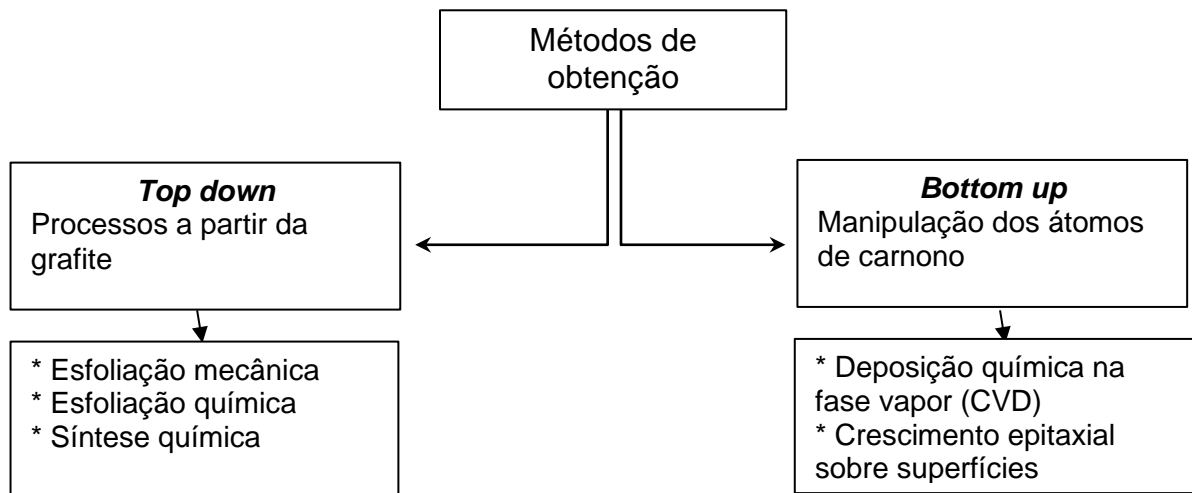 Métodos de
obtenção
Top down
Processos a partir da
grafite
Bottom up
Manipulação dos átomos
de carnono
* Esfoliação mecânica
* Esfoliação química
* Síntese química
* Deposição química na
fase vapor (CVD)
* Crescimento epitaxial
sobre superfícies